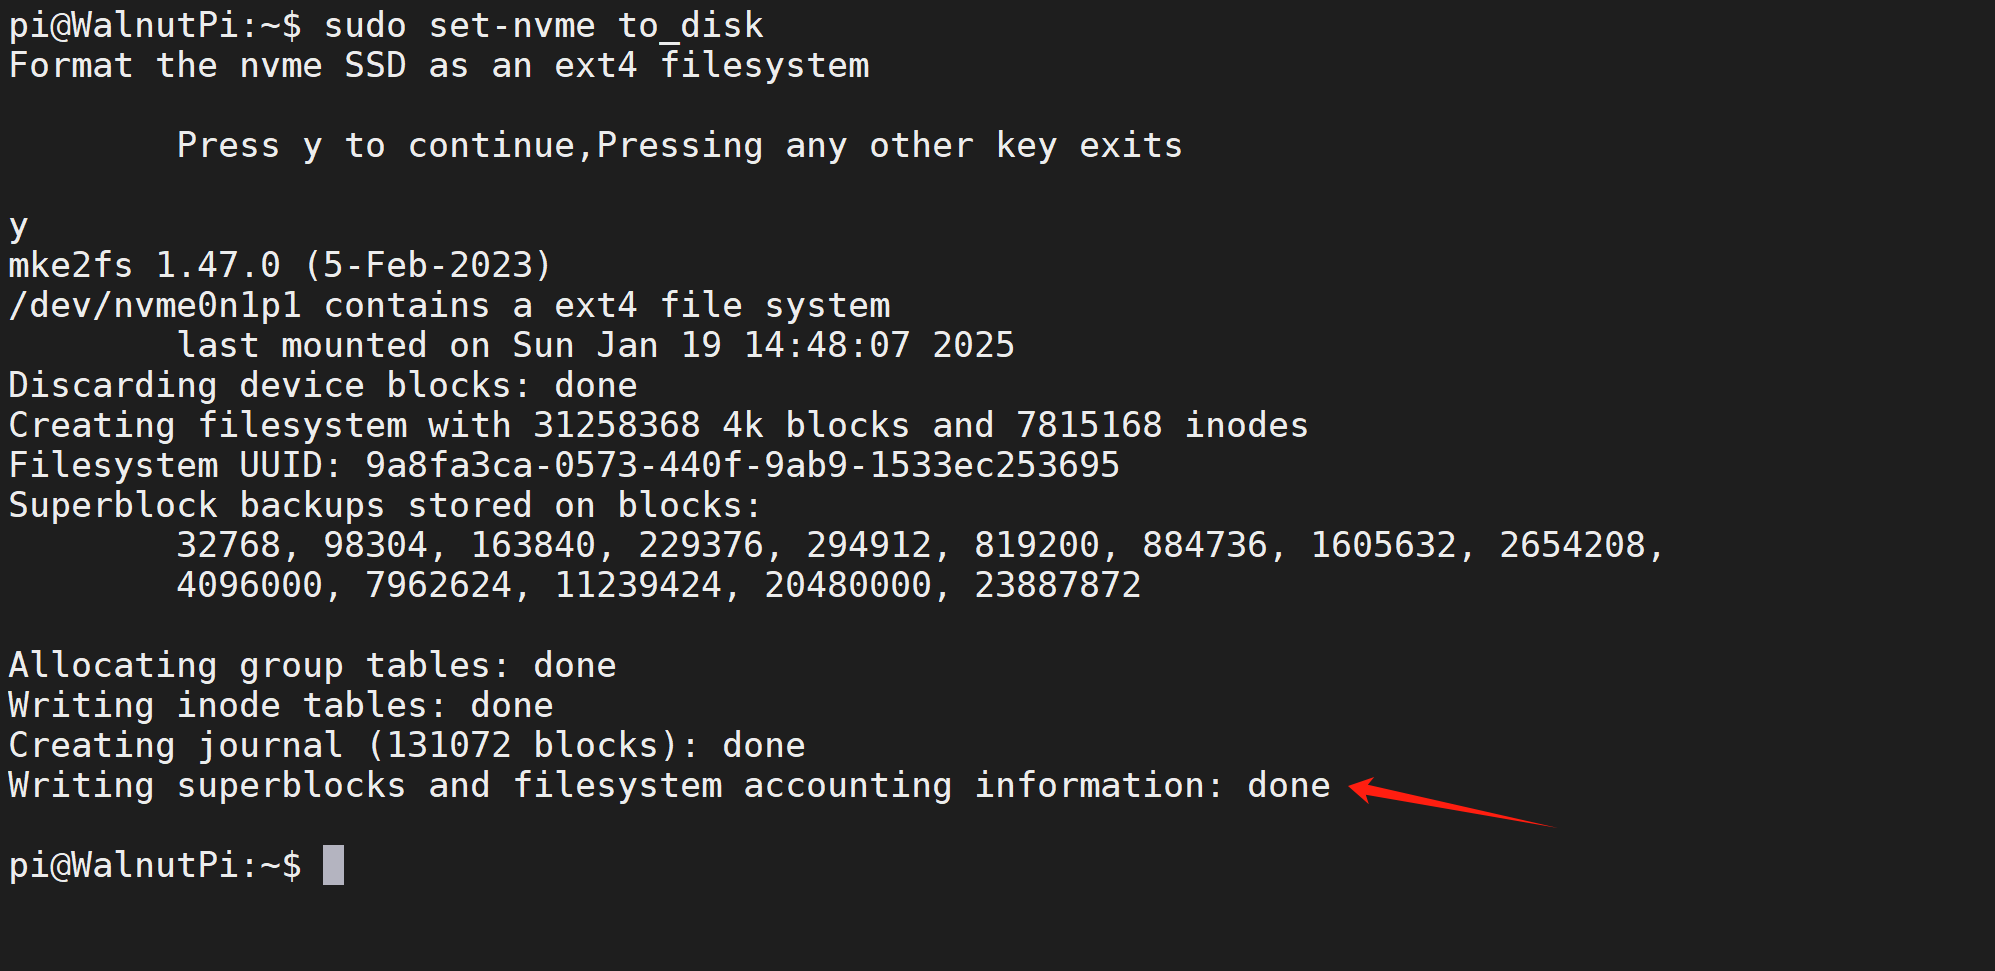 pi@WalnutPi:~$ sudo set-nvme to_disk
Format the nvme SSD as an ext4 filesystem
Press y to continue,Pressing any other key exits
y
mke2fs 1.47.0 (5-Feb-2023)
/dev/nvme0n1p1 contains a ext4 file system
last mounted on Sun Jan 19 14:48:07 2025
Discarding device blocks: done
Creating filesystem with 31258368 4k blocks and 7815168 inodes
Filesystem UUID: 9a8fa3ca-0573-440f-9ab9-1533ec253695
Superblock backups stored on blocks:
32768, 98304, 163840, 229376, 294912, 819200, 884736, 1605632, 2654208,
4096000, 7962624, 11239424, 20480000, 23887872
Allocating group tables: done
Writing inode tables: done
Creating journal (131072 blocks): done
Writing superblocks and filesystem accounting information: done
pi@WalnutPi:~$